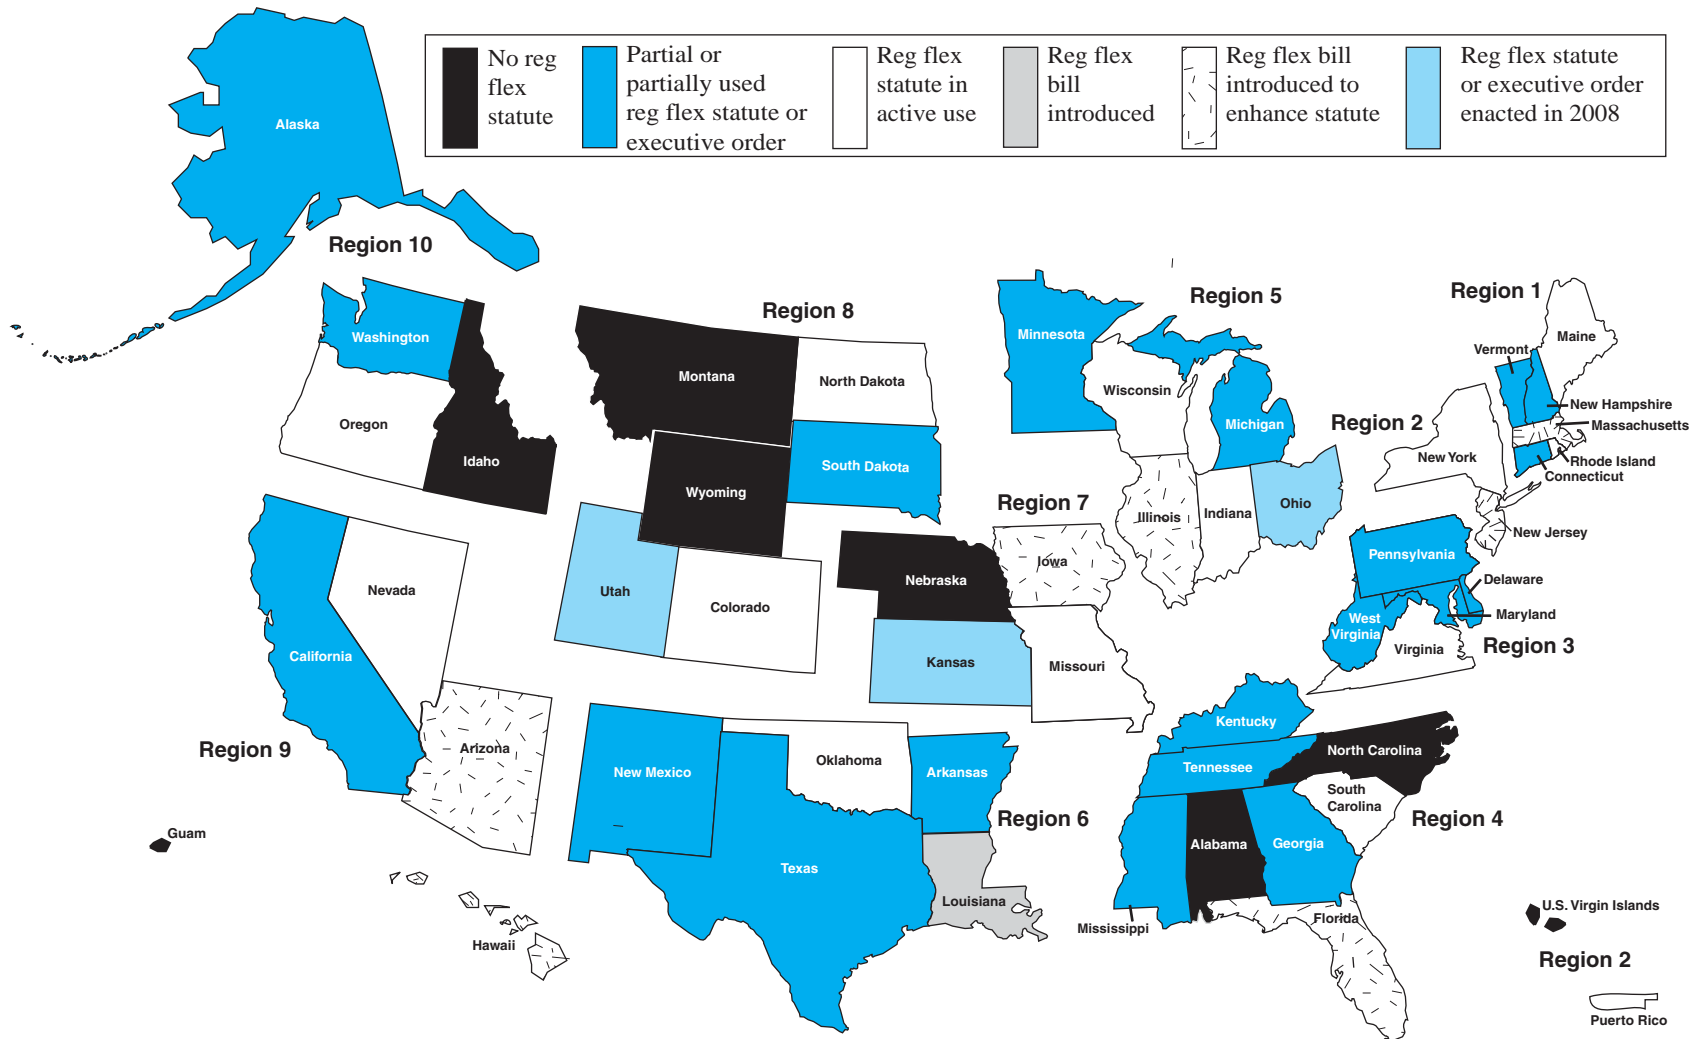 No reg
flex
statute
Partial or
partially used
reg flex statute or
executive order
Reg flex
statute in
active use
Reg flex
bill
introduced
Reg flex bill
introduced to
enhance statute
Reg flex statute
or executive order
enacted in 2008
Alaska
Region 10
Washington
Oregon
Idaho
Region 8
Montana
North Dakota
Wyoming
South Dakota
Utah
Colorado
Region 5
Minnesota
Wisconsin
Michigan
Illinois
Indiana
Ohio
Region 1
Maine
Vermont
New Hampshire
Massachusetts
Rhode Island
Connecticut
Region 2
New York
New Jersey
Region 7
Nebraska
Iowa
Kansas
Missouri
Pennsylvania
Delaware
Maryland
West
Virginia
Virginia
Region 3
Nevada
California
Region 9
Arizona
Guam
Hawaii
New Mexico
Oklahoma
Arkansas
Region 6
Texas
Louisiana
Kentucky
Tennessee
North Carolina
South
Carolina
Region 4
Alabama
Georgia
Mississippi
Florida
U.S. Virgin Islands
Region 2
Puerto Rico